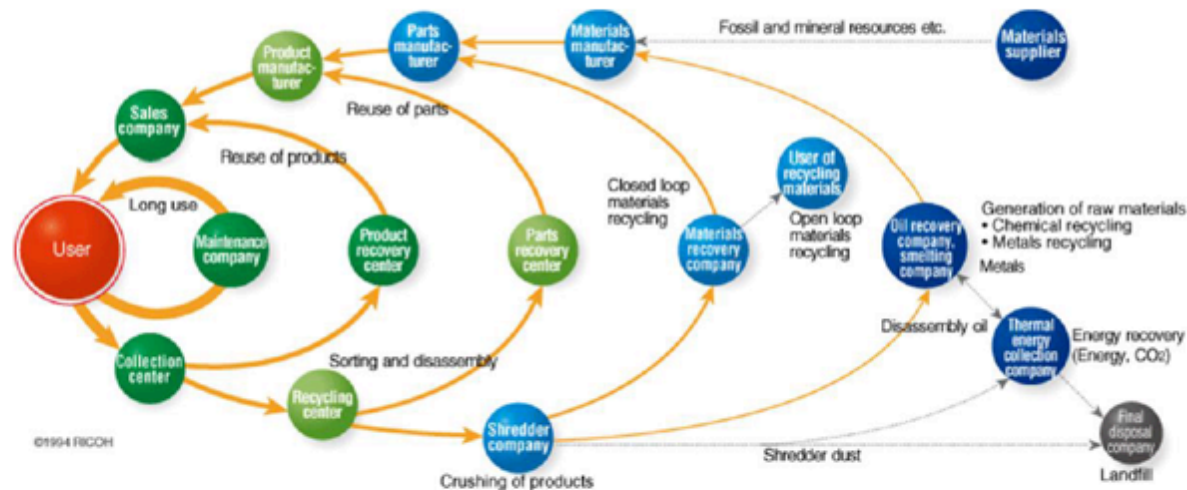 Fossil and mineral resources etc.
Materials
supplier
Materials
manufac-
turer
Parts
manufac-
turer
Product
manufac-
turer
Sales
company
Reuse of parts
Reuse of products
User
Long use
Maintenance
company
Product
recovery
center
Parts
recovery
center
Closed loop
materials
recycling
Materials
recovery
company
User of
recycling
materials
Open loop
materials
recycling
Oil recovery
company,
smelting
company
Generation of raw materials
• Chemical recycling
• Metals recycling
Metals
Disassembly oil
Thermal
energy
collection
company
Energy recovery
(Energy, CO2)
Collection
center
Sorting and disassembly
Recycling
center
Shredder
company
Crushing of products
Shredder dust
Final
disposal
company
Landfill
©1994 RICOH